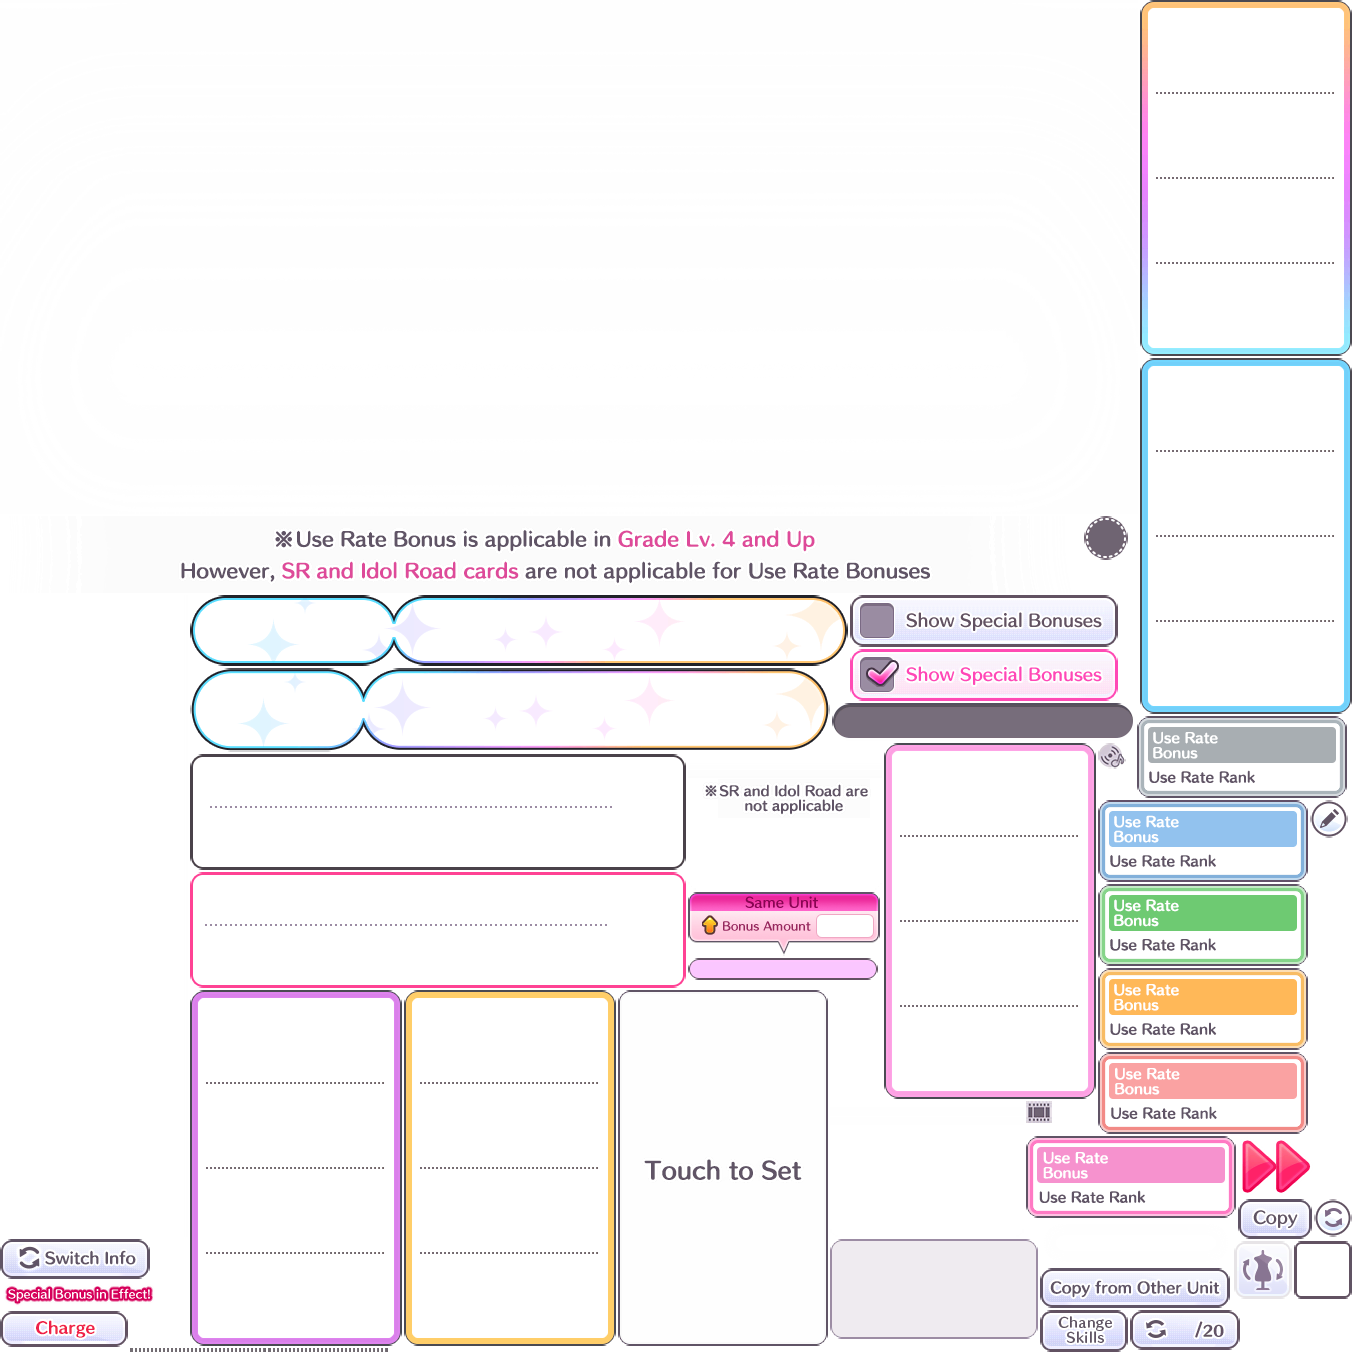 ※Use Rate Bonus is applicable in Grade Lv. 4 and Up
However, SR and Idol Road cards are not applicable for Use Rate Bonuses
Show Special Bonuses
Show Special Bonuses
Use Rate
Bonus
Use Rate Rank
※SR and Idol Road are
not applicable
Use Rate
Bonus
Use Rate Rank
Same Unit
Bonus Amount
Use Rate
Bonus
Use Rate Rank
Use Rate
Bonus
Use Rate Rank
Use Rate
Bonus
Use Rate Rank
Touch to Set
Use Rate
Bonus
Use Rate Rank
Copy
Switch Info
Special Bonus in Effect!
Copy from Other Unit
Charge
Change
Skills
/20